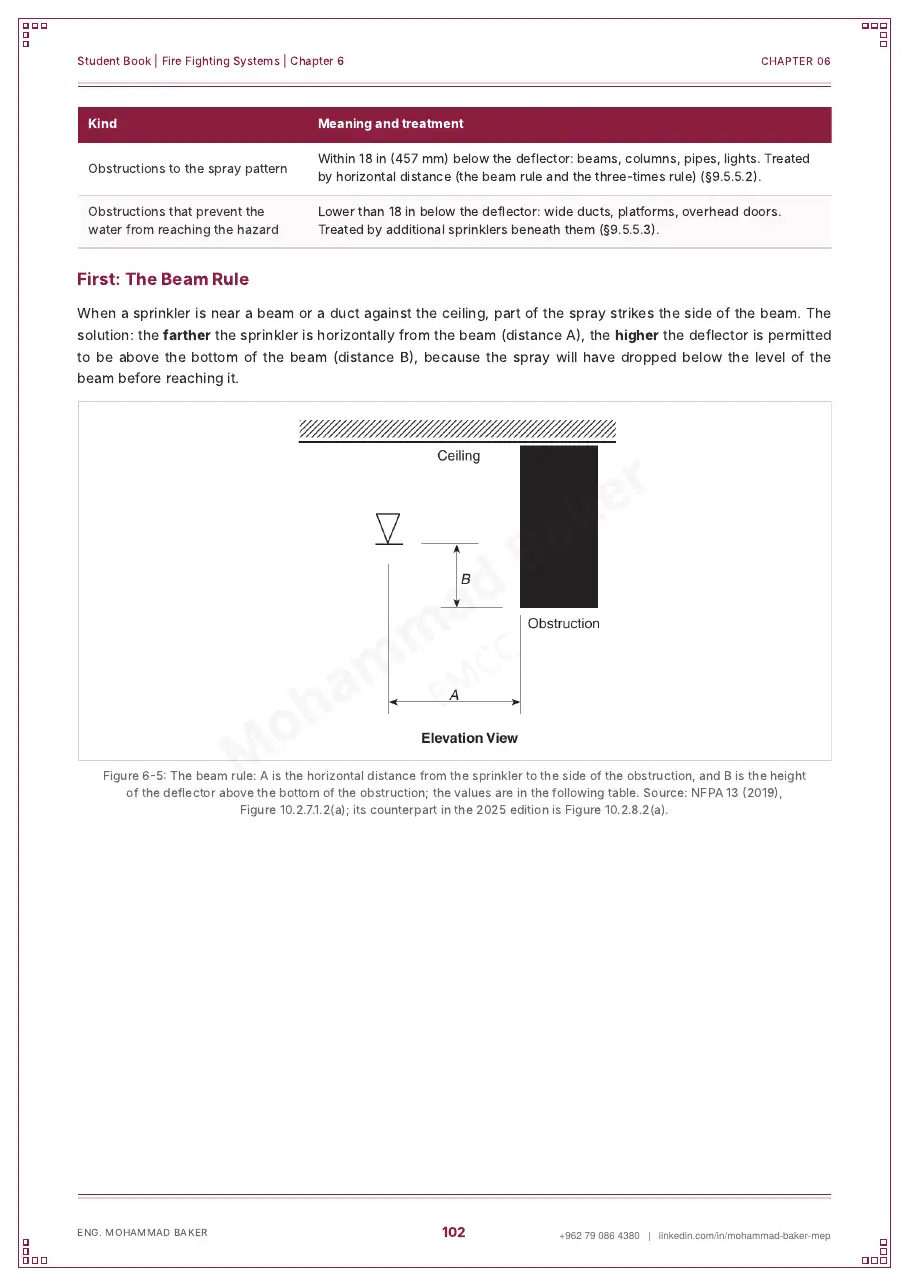 Student Book | Fire Fighting Systems | Chapter 6
CHAPTER 06
Kind
Meaning and treatment
Obstructions to the spray pattern
Within 18 in (457 mm) below the deflector: beams, columns, pipes, lights. Treated
by horizontal distance (the beam rule and the three-times rule) (§9.5.5.2).
Obstructions that prevent the
water from reaching the hazard
Lower than 18 in below the deflector: wide ducts, platforms, overhead doors.
Treated by additional sprinklers beneath them (§9.5.5.3).
First: The Beam Rule
When a sprinkler is near a beam or a duct against the ceiling, part of the spray strikes the side of the beam. The
solution: the farther the sprinkler is horizontally from the beam (distance A), the higher the deflector is permitted
to be above the bottom of the beam (distance B), because the spray will have dropped below the level of the
beam before reaching it.
Ceiling
B
Obstruction
A
Elevation View
Mohammad Baker
EMCC
Figure 6-5: The beam rule: A is the horizontal distance from the sprinkler to the side of the obstruction, and B is the height
of the deflector above the bottom of the obstruction; the values are in the following table. Source: NFPA 13 (2019),
Figure 10.2.7.1.2(a); its counterpart in the 2025 edition is Figure 10.2.8.2(a).
ENG. MOHAMMAD BAKER
102
+962 79 086 4380 | linkedin.com/in/mohammad-baker-mep